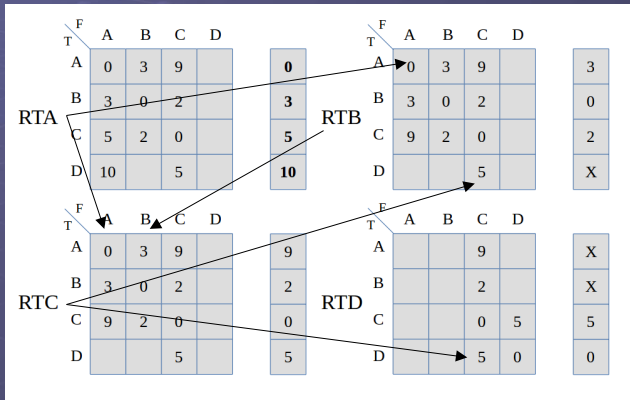 F
T A B C D
A 0 3 9 0
B 3 0 2 3
RTA
C 5 2 0 5
D 10 5 10
F
T A B C D
A 0 3 9 3
B 3 0 2 0
RTB
C 9 2 0 2
D 5 X
F
T A B C D
A 0 3 9 9
B 3 0 2 2
RTC
C 9 2 0 0
D 5 5
F
T A B C D
A 9 X
B 2 X
RTD
C 0 5 5
D 5 0 0